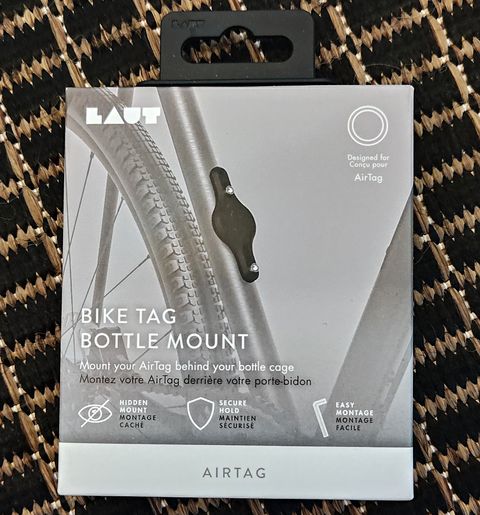 LAUT
LAUT
Designed for
Conçu pour
AirTag
BIKE TAG
BOTTLE MOUNT
Mount your AirTag behind your bottle cage
Montez votre AirTag derrière votre porte-bidon
HIDDEN
MOUNT
MONTAGE
CACHÉ
SECURE
HOLD
MAINTIEN
SÉCURISÉ
EASY
MONTAGE
MONTAGE
FACILE
AIRTAG